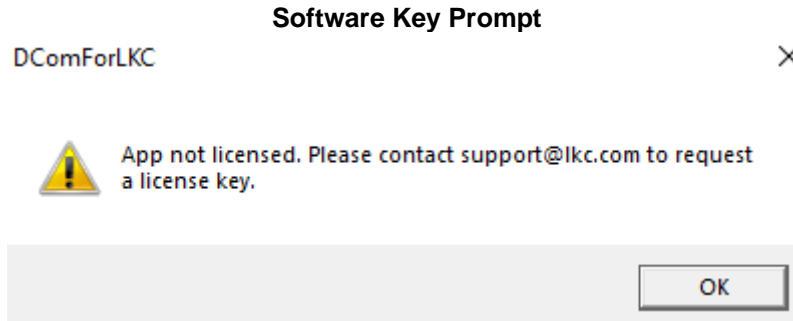 Software Key Prompt
DComForLKC
App not licensed. Please contact support@lkc.com to request
a license key.
OK